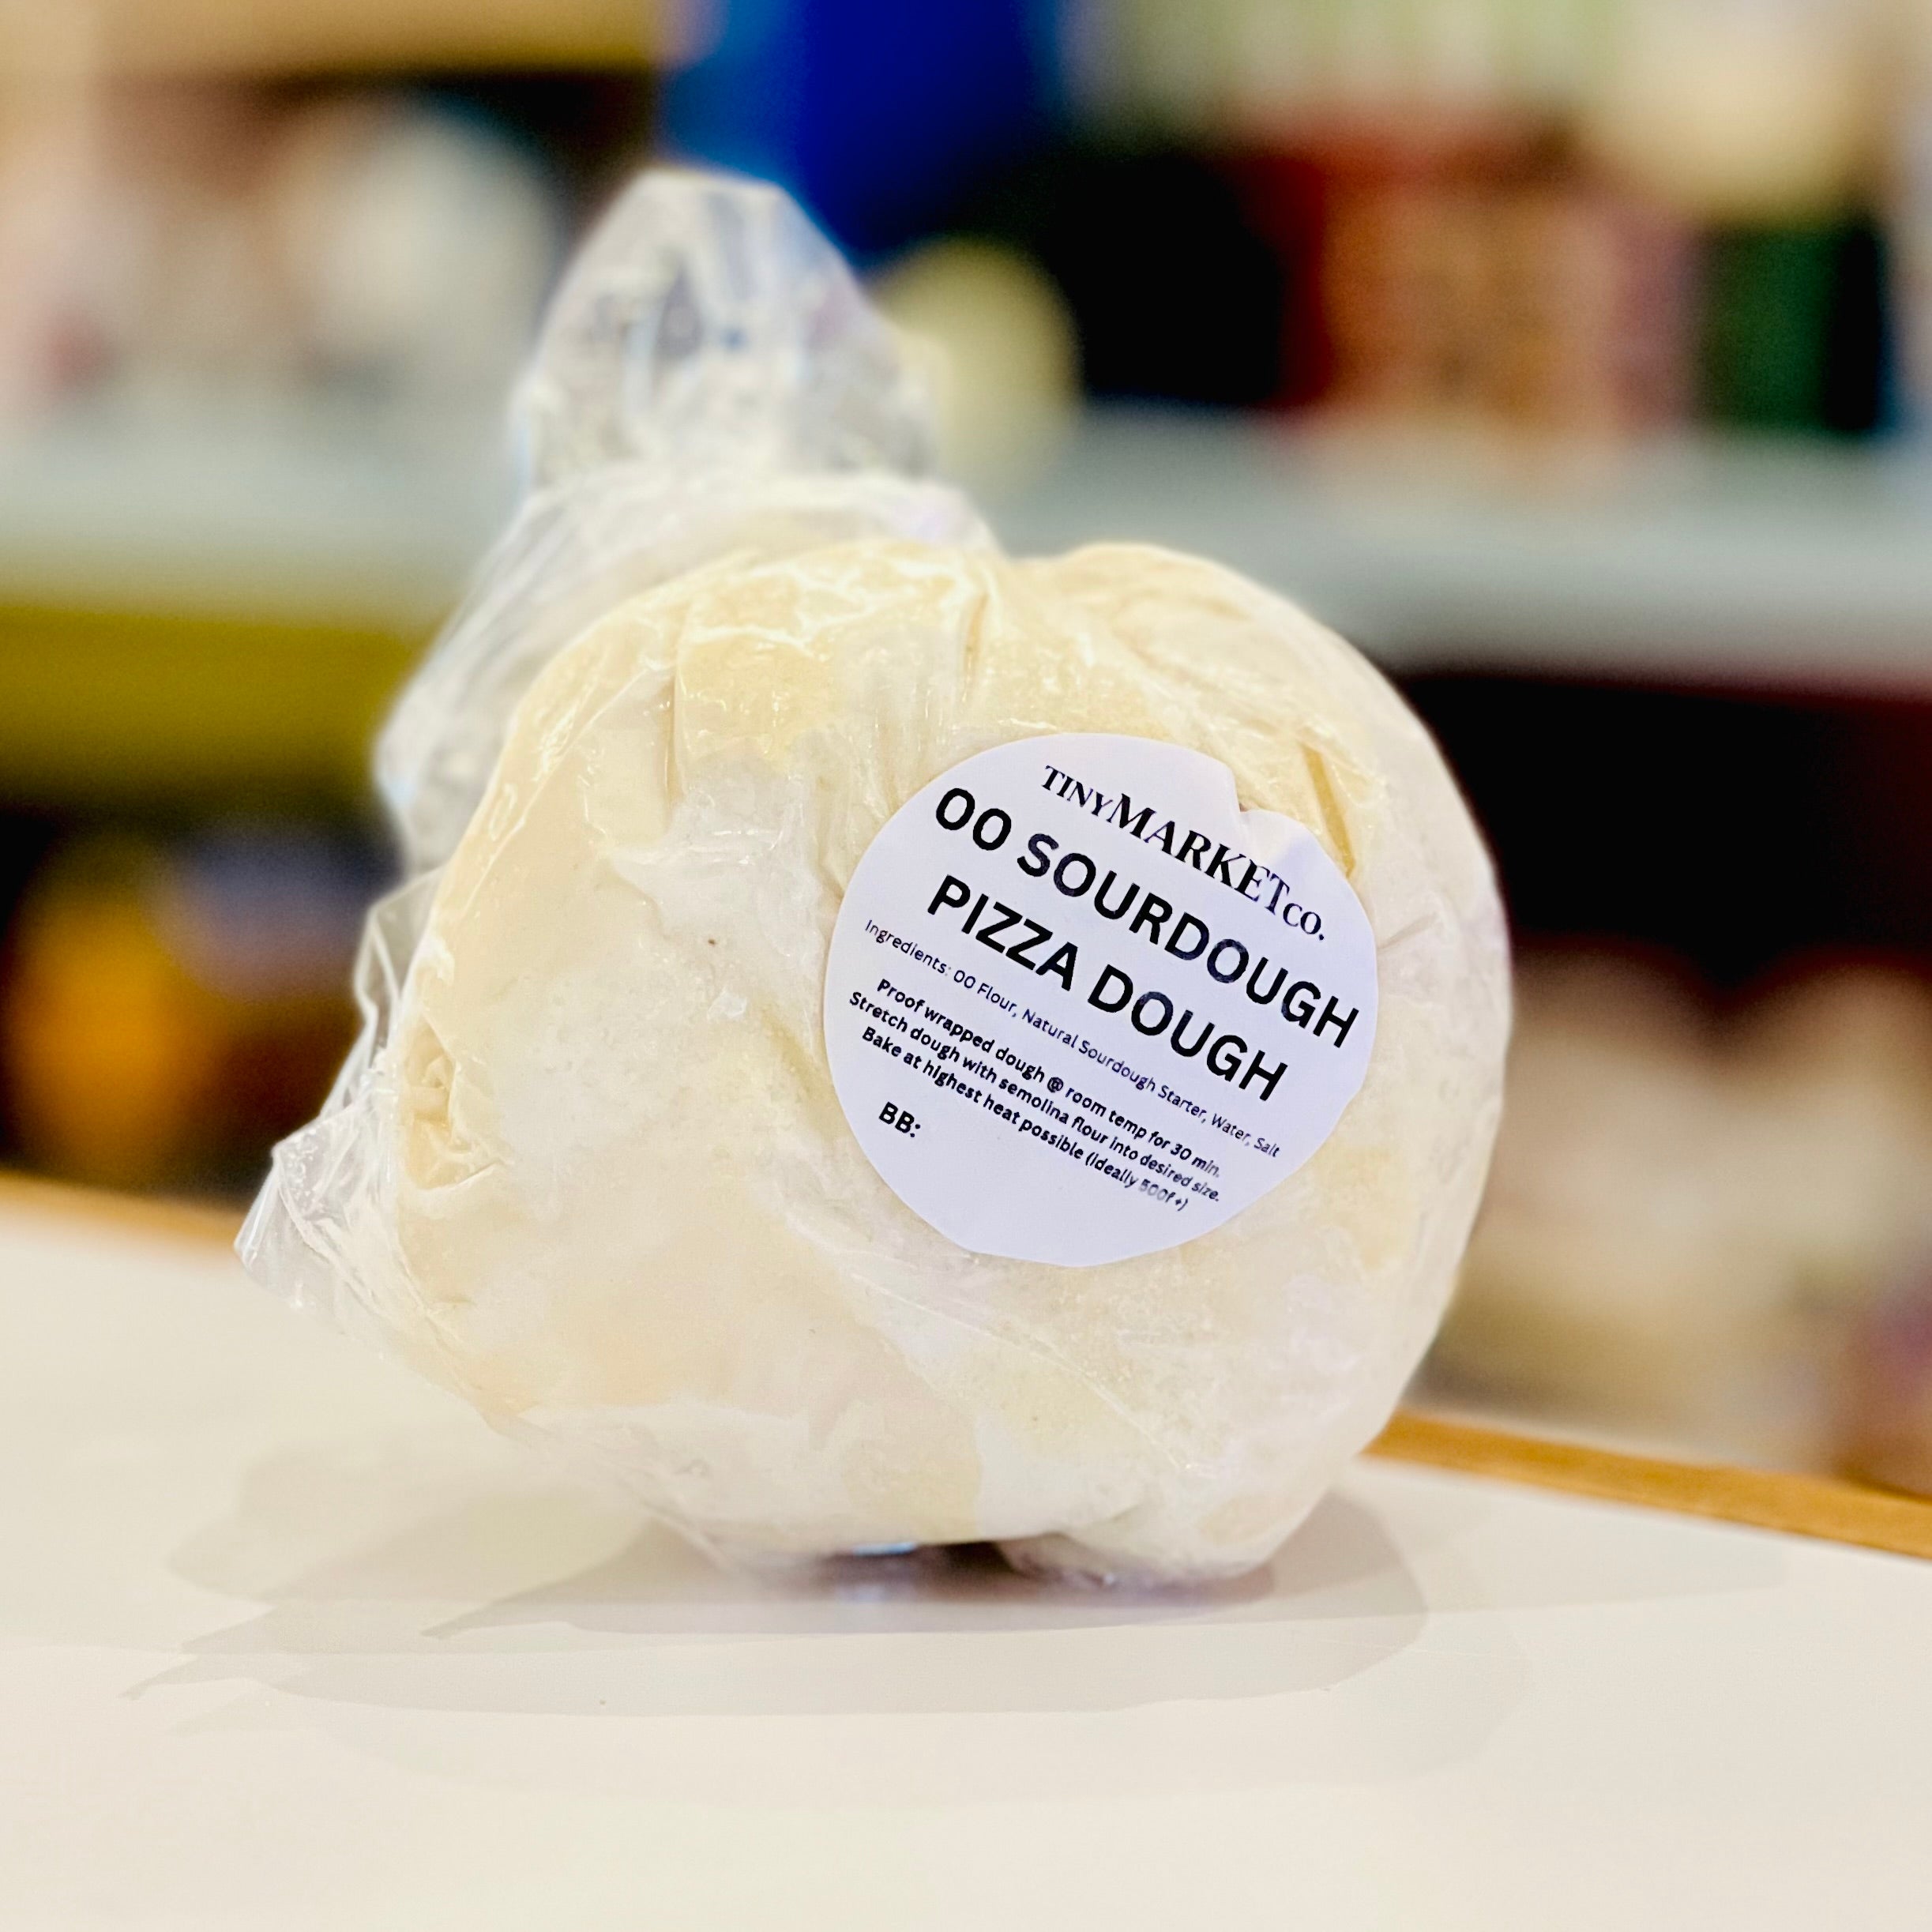 TINYMARKETCO.
00 SOURDOUGH
PIZZA DOUGH
Ingredients: 00 Flour, Natural Sourdough Starter, Water, Salt
Proof wrapped dough @ room temp for 30 min.
Stretch dough with semolina flour into desired size.
Bake at highest heat possible (ideally 500f+)
BB: